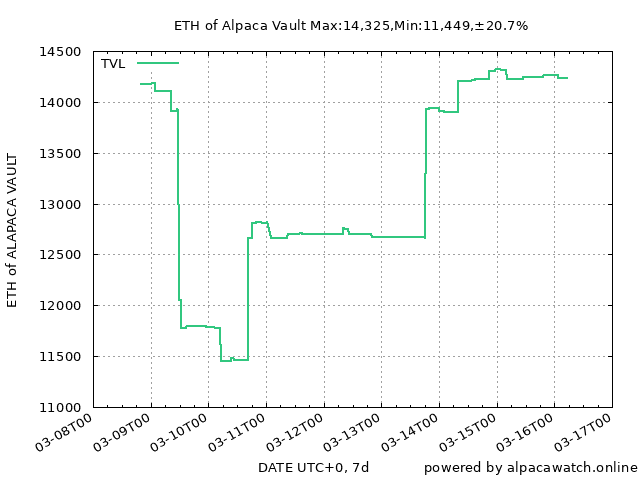 ETH of Alpaca Vault Max:14,325,Min:11,449,±20.7%
TVL
14500
14000
13500
13000
12500
12000
11500
11000
ETH of ALAPACA VAULT
03-08T00
03-09T00
03-10T00
03-11T00
03-12T00
03-13T00
03-14T00
03-15T00
03-16T00
03-17T00
DATE UTC+0, 7d
powered by alpacawatch.online